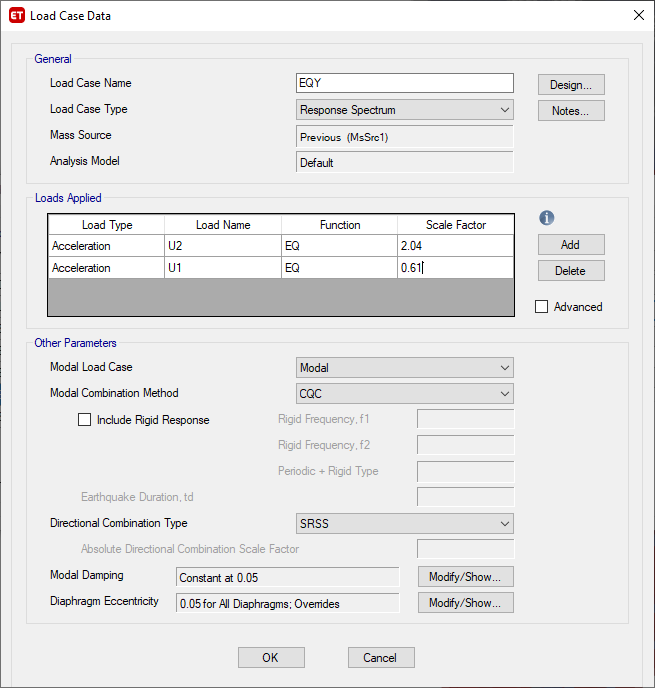 ET Load Case Data
General
Load Case Name EQY Design...
Load Case Type Response Spectrum Notes...
Mass Source Previous (MsSrc1)
Analysis Model Default
Loads Applied
Load Type Load Name Function Scale Factor
Acceleration U2 EQ 2.04 Add
Acceleration U1 EQ 0.61 Delete
Advanced
Other Parameters
Modal Load Case Modal
Modal Combination Method CQC
Include Rigid Response Rigid Frequency, f1
Rigid Frequency, f2
Periodic + Rigid Type
Earthquake Duration, td
Directional Combination Type SRSS
Absolute Directional Combination Scale Factor
Modal Damping Constant at 0.05 Modify/Show...
Diaphragm Eccentricity 0.05 for All Diaphragms; Overrides Modify/Show...
OK Cancel